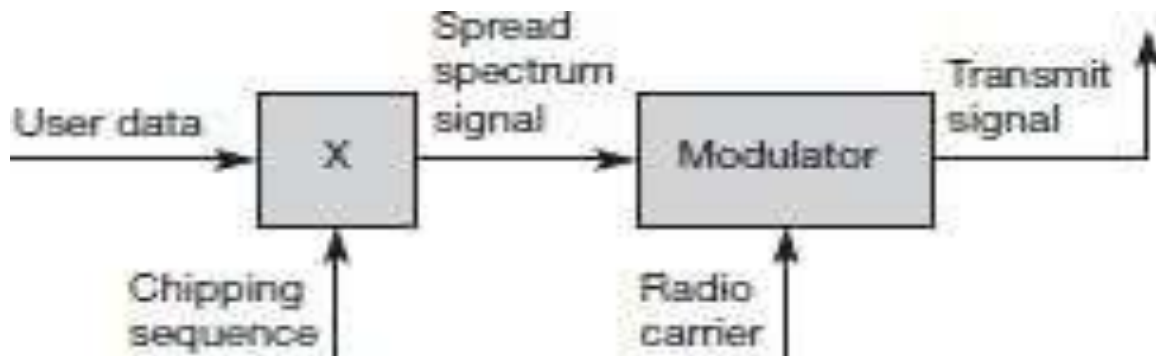 User data
X
Spread
spectrum
signal
Modulator
Transmit
signal
Chipping
sequence
Radio
carrier